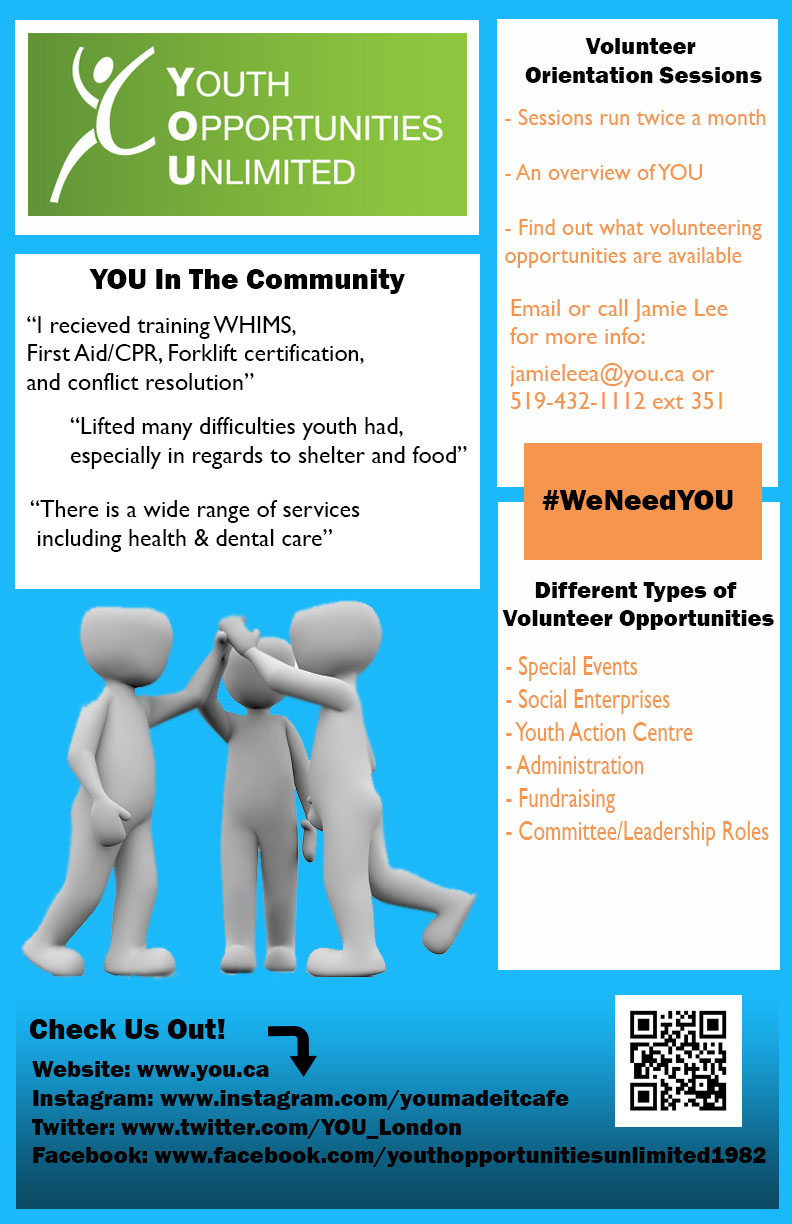 YOUTH
OPPORTUNITIES
UNLIMITED
YOU In The Community
“I recieved training WHIMS,
First Aid/CPR, Forklift certification,
and conflict resolution”
“Lifted many difficulties youth had,
especially in regards to shelter and food”
“There is a wide range of services
including health & dental care”
Volunteer
Orientation Sessions
- Sessions run twice a month
- An overview of YOU
- Find out what volunteering
opportunities are available
Email or call Jamie Lee
for more info:
jamieleea@you.ca or
519-432-1112 ext 351
#WeNeedYOU
Different Types of
Volunteer Opportunities
- Special Events
- Social Enterprises
- Youth Action Centre
- Administration
- Fundraising
- Committee/Leadership Roles
Check Us Out!
Website: www.you.ca
Instagram: www.instagram.com/youmadeitcafe
Twitter: www.twitter.com/YOU_London
Facebook: www.facebook.com/youthopportunitiesunlimited1982